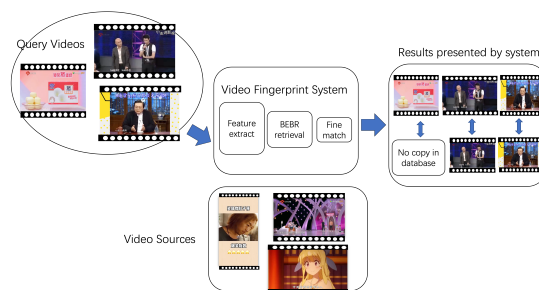 Query Videos
Video Fingerprint System
Feature
extract
BEBR
retrieval
Fine
match
Results presented by system
No copy in
database
Video Sources